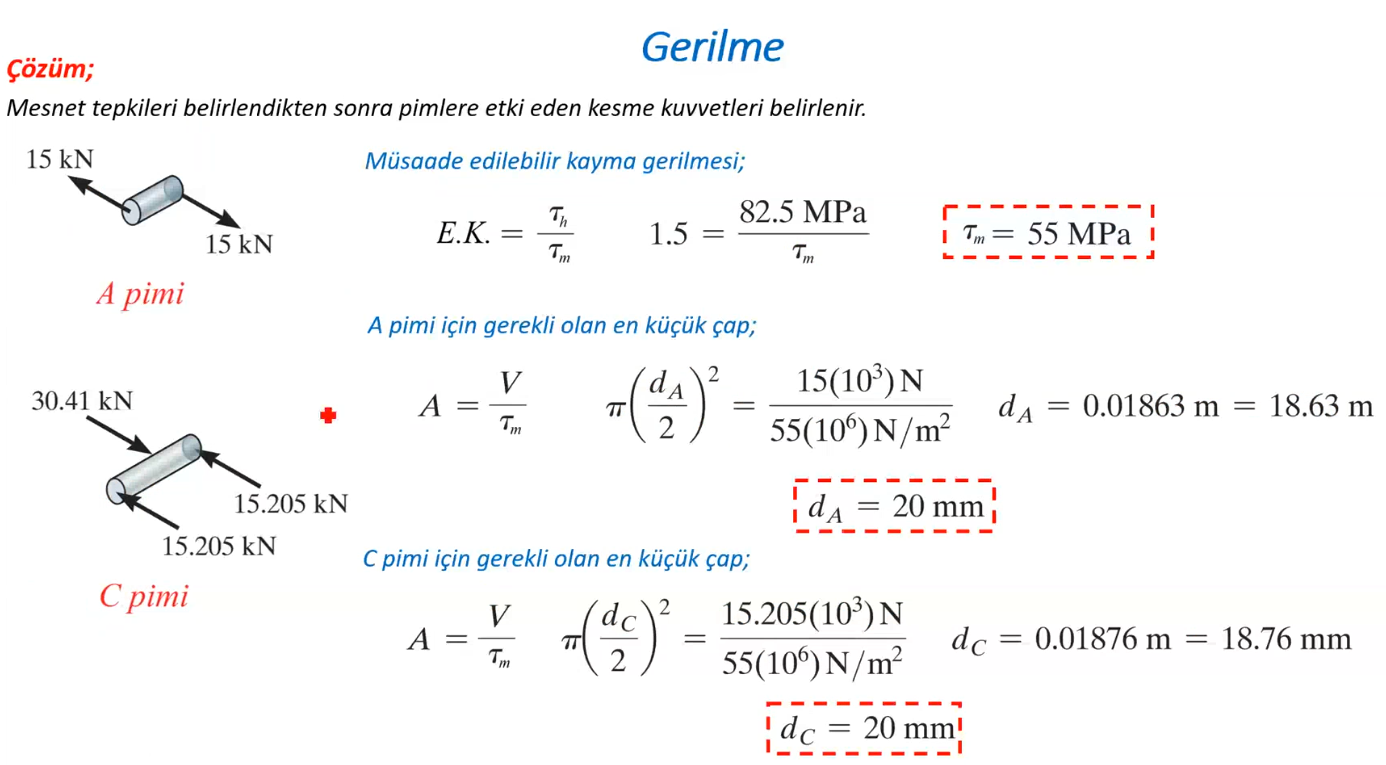 Gerilme
Çözüm;
Mesnet tepkileri belirlendikten sonra pimlere etki eden kesme kuvvetleri belirlenir.
15 kN
15 kN
A pimi
Müsaade edilebilir kayma gerilmesi;
E.K. = τh / τm   1.5 = 82.5 MPa / τm   τm = 55 MPa
A pimi için gerekli olan en küçük çap;
A = V / τm   π(dA / 2)² = 15(10³) N / 55(10⁶) N/m²   dA = 0.01863 m = 18.63 m
dA = 20 mm
30.41 kN
15.205 kN
15.205 kN
C pimi
C pimi için gerekli olan en küçük çap;
A = V / τm   π(dC / 2)² = 15.205(10³) N / 55(10⁶) N/m²   dC = 0.01876 m = 18.76 mm
dC = 20 mm